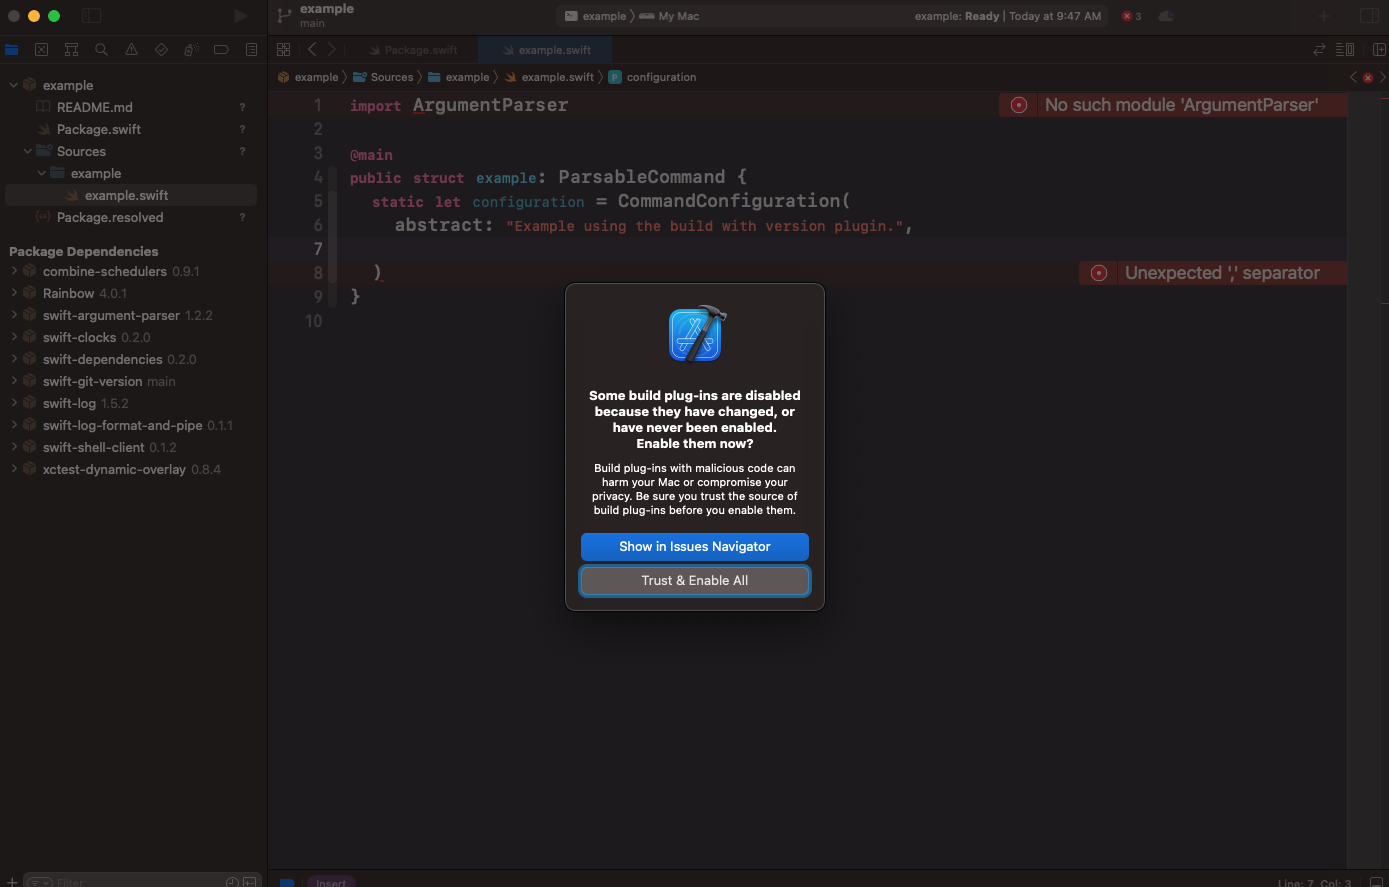 example
main
example
My Mac
example: Ready | Today at 9:47 AM
3
Package.swift
example.swift
example
Sources
example
example.swift
configuration
example
README.md ?
Package.swift ?
Sources ?
example
example.swift
Package.resolved ?
Package Dependencies
combine-schedulers 0.9.1
Rainbow 4.0.1
swift-argument-parser 1.2.2
swift-clocks 0.2.0
swift-dependencies 0.2.0
swift-git-version main
swift-log 1.5.2
swift-log-format-and-pipe 0.1.1
swift-shell-client 0.1.2
xctest-dynamic-overlay 0.8.4
Filter
1 import ArgumentParser No such module 'ArgumentParser'
2
3 @main
4 public struct example: ParsableCommand {
5 static let configuration = CommandConfiguration(
6 abstract: "Example using the build with version plugin.",
7
8 ) Unexpected ',' separator
9 }
10
Some build plug-ins are disabled
because they have changed, or
have never been enabled.
Enable them now?
Build plug-ins with malicious code can
harm your Mac or compromise your
privacy. Be sure you trust the source of
build plug-ins before you enable them.
Show in Issues Navigator
Trust & Enable All
Insert
Line: 7 Col: 3